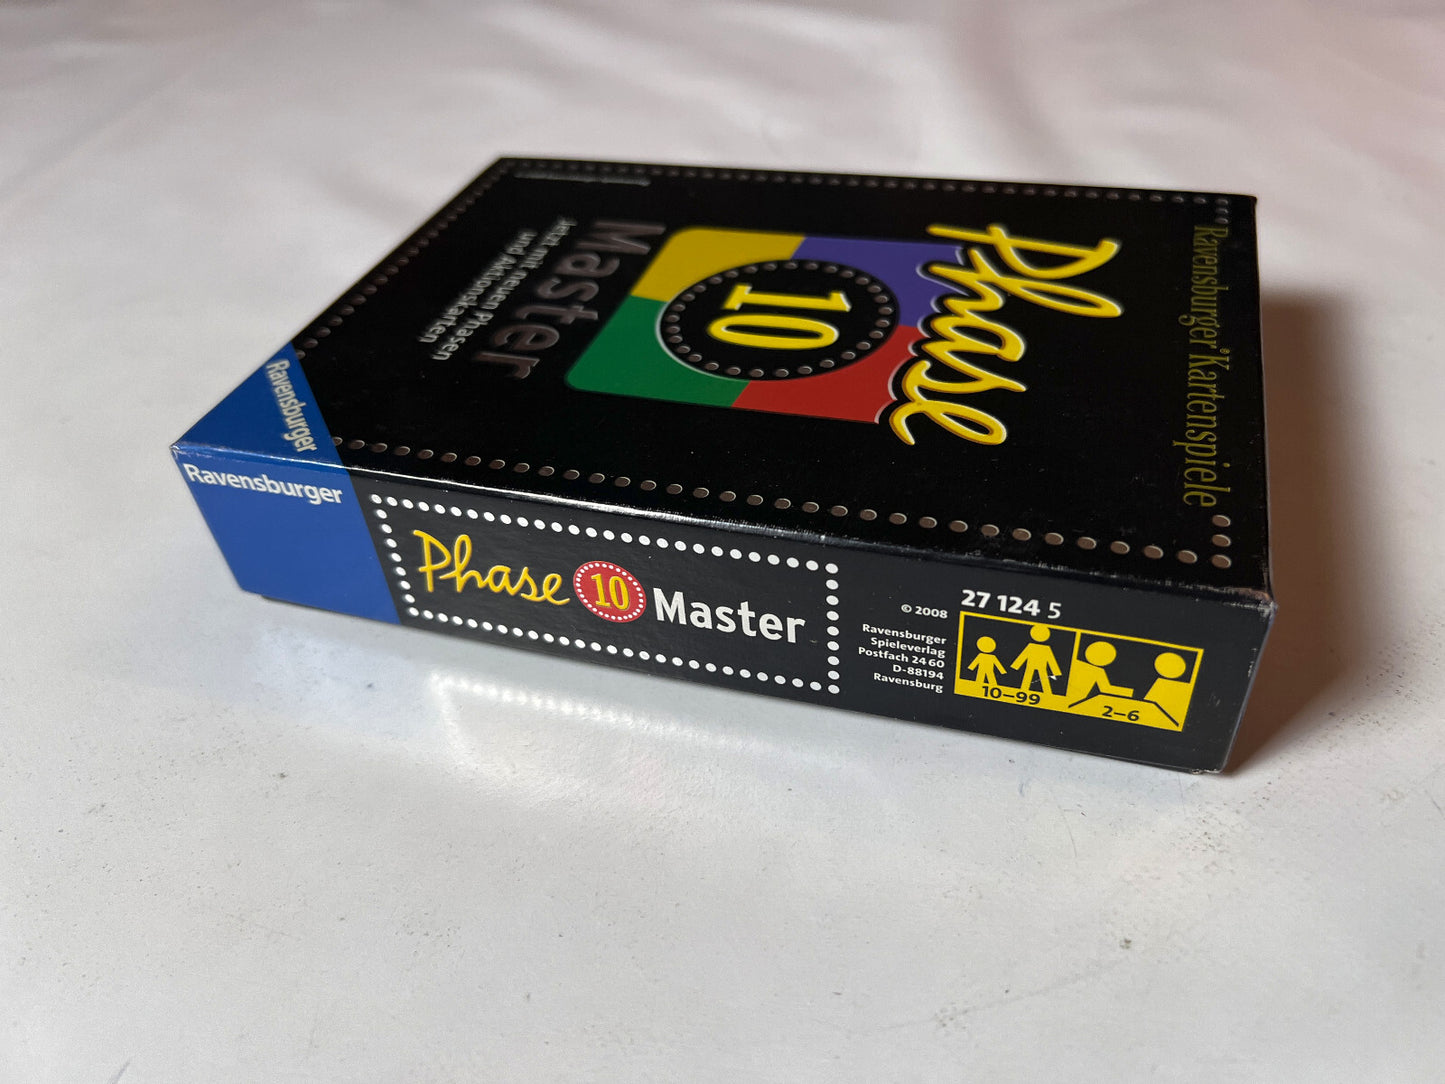 Ravensburger® Kartenspiele
Phase
10
Master
Jetzt mit neuen Phasen
und Aktionskarten
Ravensburger
Ravensburger
Phase 10 Master
© 2008
Ravensburger
Spieleverlag
Postfach 24 60
D-88194
Ravensburg
27 124 5
10–99
2–6